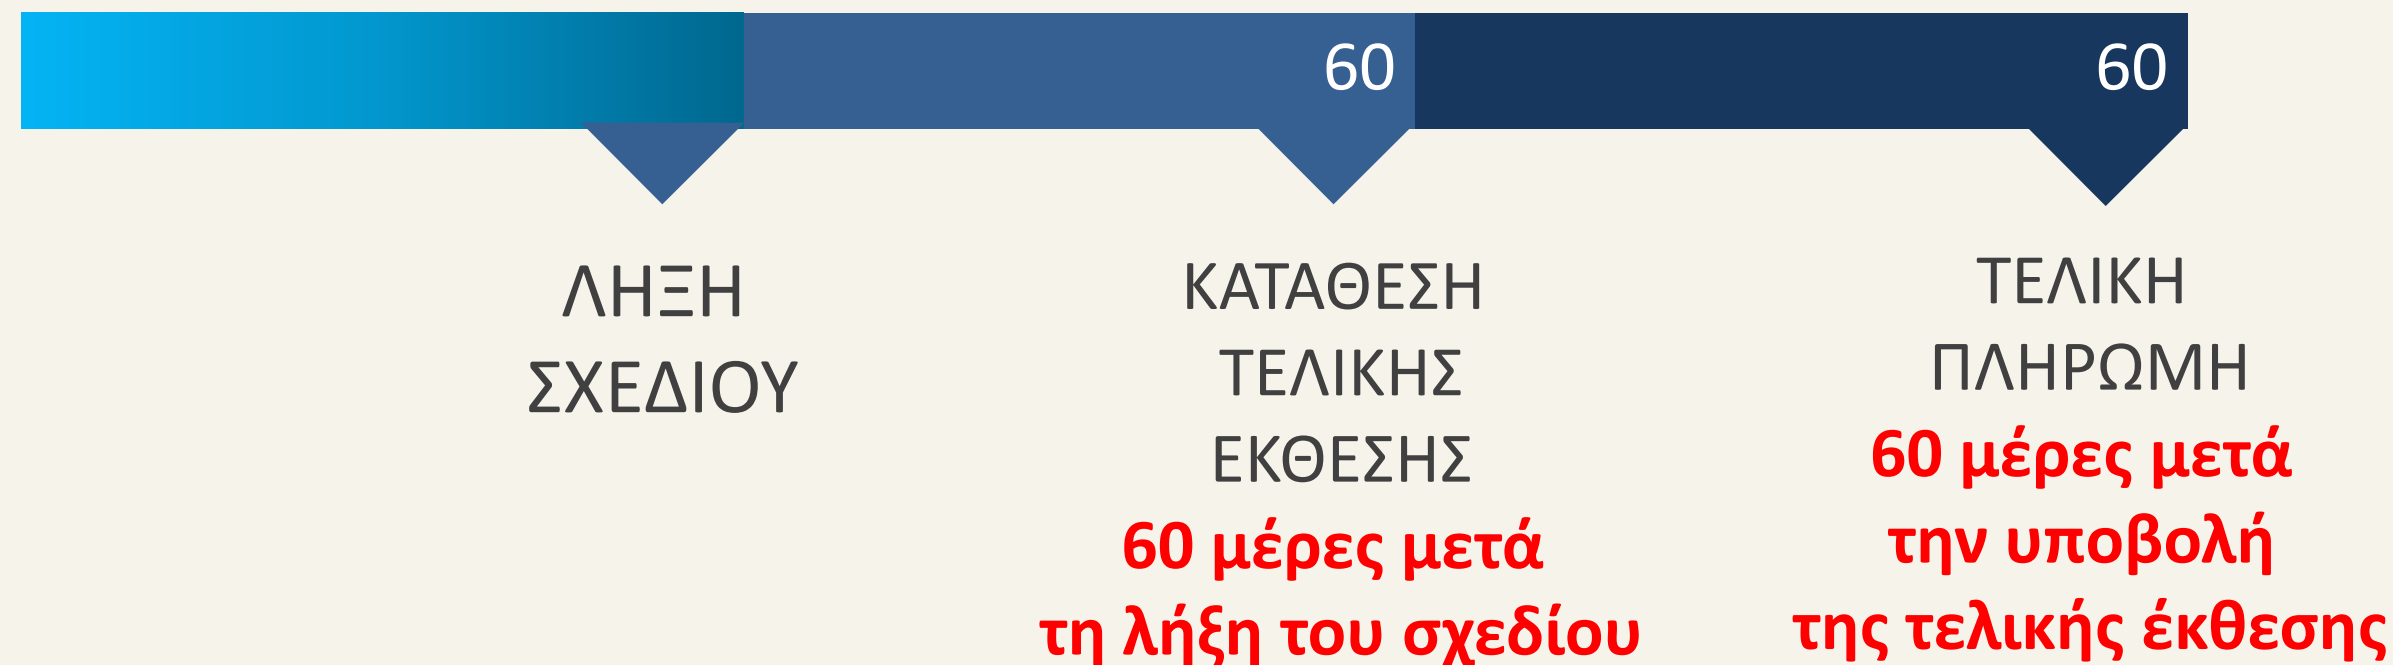 60
60
ΛΗΞΗ
ΣΧΕΔΙΟΥ
ΚΑΤΑΘΕΣΗ
ΤΕΛΙΚΗΣ
ΕΚΘΕΣΗΣ
60 μέρες μετά
τη λήξη του σχεδίου
ΤΕΛΙΚΗ
ΠΛΗΡΩΜΗ
60 μέρες μετά
την υποβολή
της τελικής έκθεσης